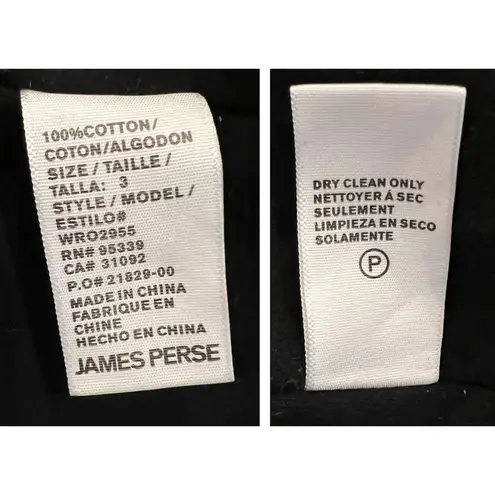 100%COTTON/
COTON/ALGODON
SIZE / TAILLE /
TALLA: 3
STYLE / MODEL /
ESTILO#
WRO2955
RN# 95339
CA# 31092
P.O# 21829-00
MADE IN CHINA
FABRIQUE EN
CHINE
HECHO EN CHINA
JAMES PERSE
DRY CLEAN ONLY
NETTOYER Á SEC
SEULEMENT
LIMPIEZA EN SECO
SOLAMENTE
P